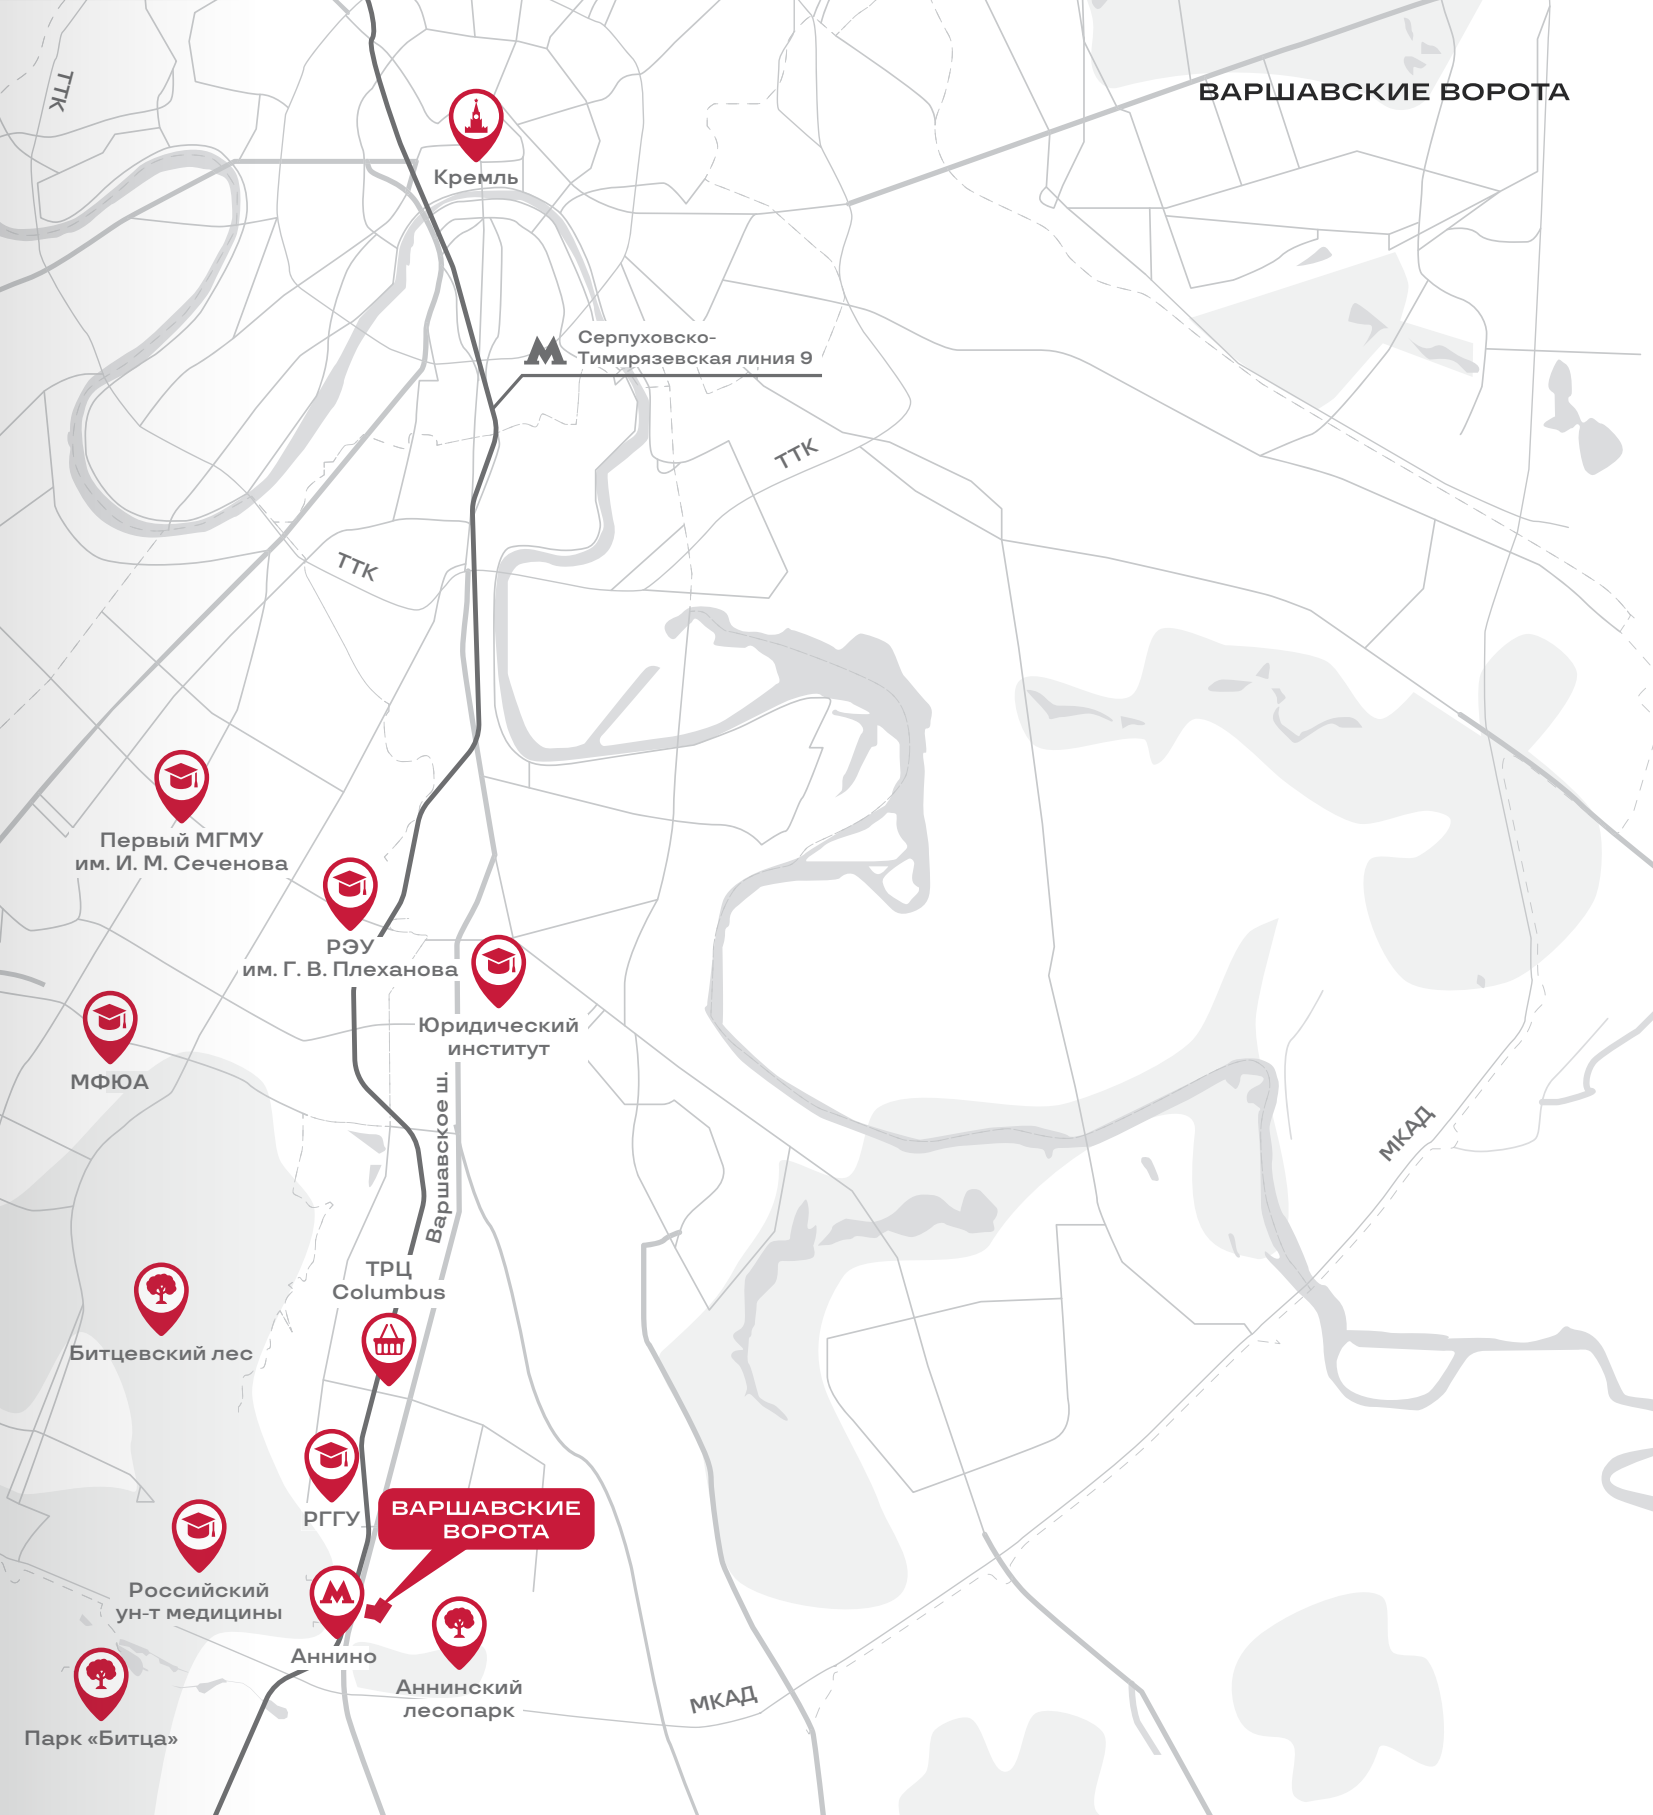 ТТК
ВАРШАВСКИЕ ВОРОТА
Кремль
Серпуховско-
Тимирязевская линия 9
ТТК
ТТК
Первый МГМУ
им. И. М. Сеченова
РЭУ
им. Г. В. Плеханова
Юридический
институт
МФЮА
Варшавское ш.
МКАД
ТРЦ
Columbus
Битцевский лес
РГГУ
ВАРШАВСКИЕ
ВОРОТА
Российский
ун-т медицины
Аннино
Аннинский
лесопарк
МКАД
Парк «Битца»